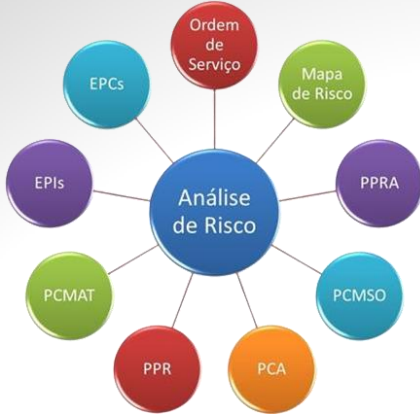 Ordem
de
Serviço
Mapa
de Risco
PPRA
PCMSO
PCA
PPR
PCMAT
EPIs
EPCs
Análise
de Risco